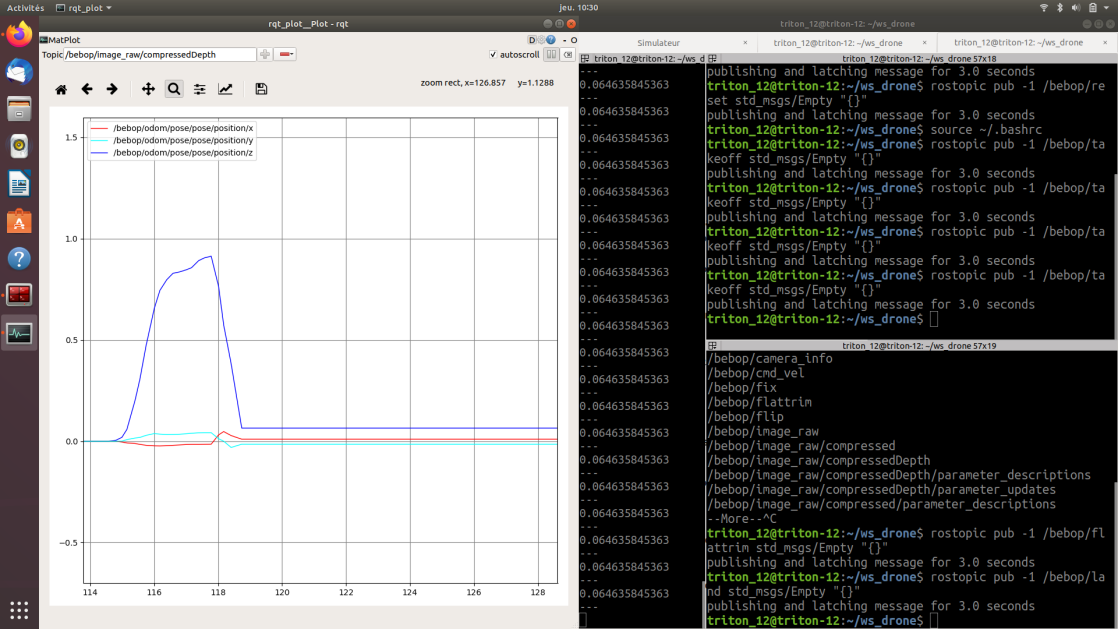 Activités
rqt_plot
jeu. 10:30
rqt_plot__Plot - rqt
MatPlot
D
- O
Topic /bebop/image_raw/compressedDepth
autoscroll
zoom rect, x=126.857 y=1.1288
/bebop/odom/pose/pose/position/x
/bebop/odom/pose/pose/position/y
/bebop/odom/pose/pose/position/z
1.5
1.0
0.5
0.0
−0.5
114 116 118 120 122 124 126 128
triton_12@triton-12: ~/ws_drone
Simulateur ×
triton_12@triton-12: ~/ws_drone ×
triton_12@triton-12: ~/ws_drone ×
triton_12@triton-12: ~/ws_d
---
0.064635845363
---
0.064635845363
---
0.064635845363
---
0.064635845363
---
0.064635845363
---
0.064635845363
---
0.064635845363
---
0.064635845363
---
0.064635845363
---
0.064635845363
---
0.064635845363
---
0.064635845363
---
0.064635845363
---
0.064635845363
---
0.064635845363
---
0.064635845363
---
0.064635845363
---
0.064635845363
---
0.064635845363
---
0.064635845363
---
triton_12@triton-12: ~/ws_drone 57x18
publishing and latching message for 3.0 seconds
triton_12@triton-12:~/ws_drone$ rostopic pub -1 /bebop/re
set std_msgs/Empty "{}"
triton_12@triton-12:~/ws_drone$ source ~/.bashrc
triton_12@triton-12:~/ws_drone$ rostopic pub -1 /bebop/ta
keoff std_msgs/Empty "{}"
publishing and latching message for 3.0 seconds
triton_12@triton-12:~/ws_drone$ rostopic pub -1 /bebop/ta
keoff std_msgs/Empty "{}"
publishing and latching message for 3.0 seconds
triton_12@triton-12:~/ws_drone$ rostopic pub -1 /bebop/ta
keoff std_msgs/Empty "{}"
publishing and latching message for 3.0 seconds
triton_12@triton-12:~/ws_drone$ rostopic pub -1 /bebop/ta
keoff std_msgs/Empty "{}"
publishing and latching message for 3.0 seconds
triton_12@triton-12:~/ws_drone$
triton_12@triton-12: ~/ws_drone 57x19
/bebop/camera_info
/bebop/cmd_vel
/bebop/fix
/bebop/flattrim
/bebop/flip
/bebop/image_raw
/bebop/image_raw/compressed
/bebop/image_raw/compressedDepth
/bebop/image_raw/compressedDepth/parameter_descriptions
/bebop/image_raw/compressedDepth/parameter_updates
/bebop/image_raw/compressed/parameter_descriptions
--More--^C
triton_12@triton-12:~/ws_drone$ rostopic pub -1 /bebop/fl
attrim std_msgs/Empty "{}"
publishing and latching message for 3.0 seconds
triton_12@triton-12:~/ws_drone$ rostopic pub -1 /bebop/la
nd std_msgs/Empty "{}"
publishing and latching message for 3.0 seconds
triton_12@triton-12:~/ws_drone$